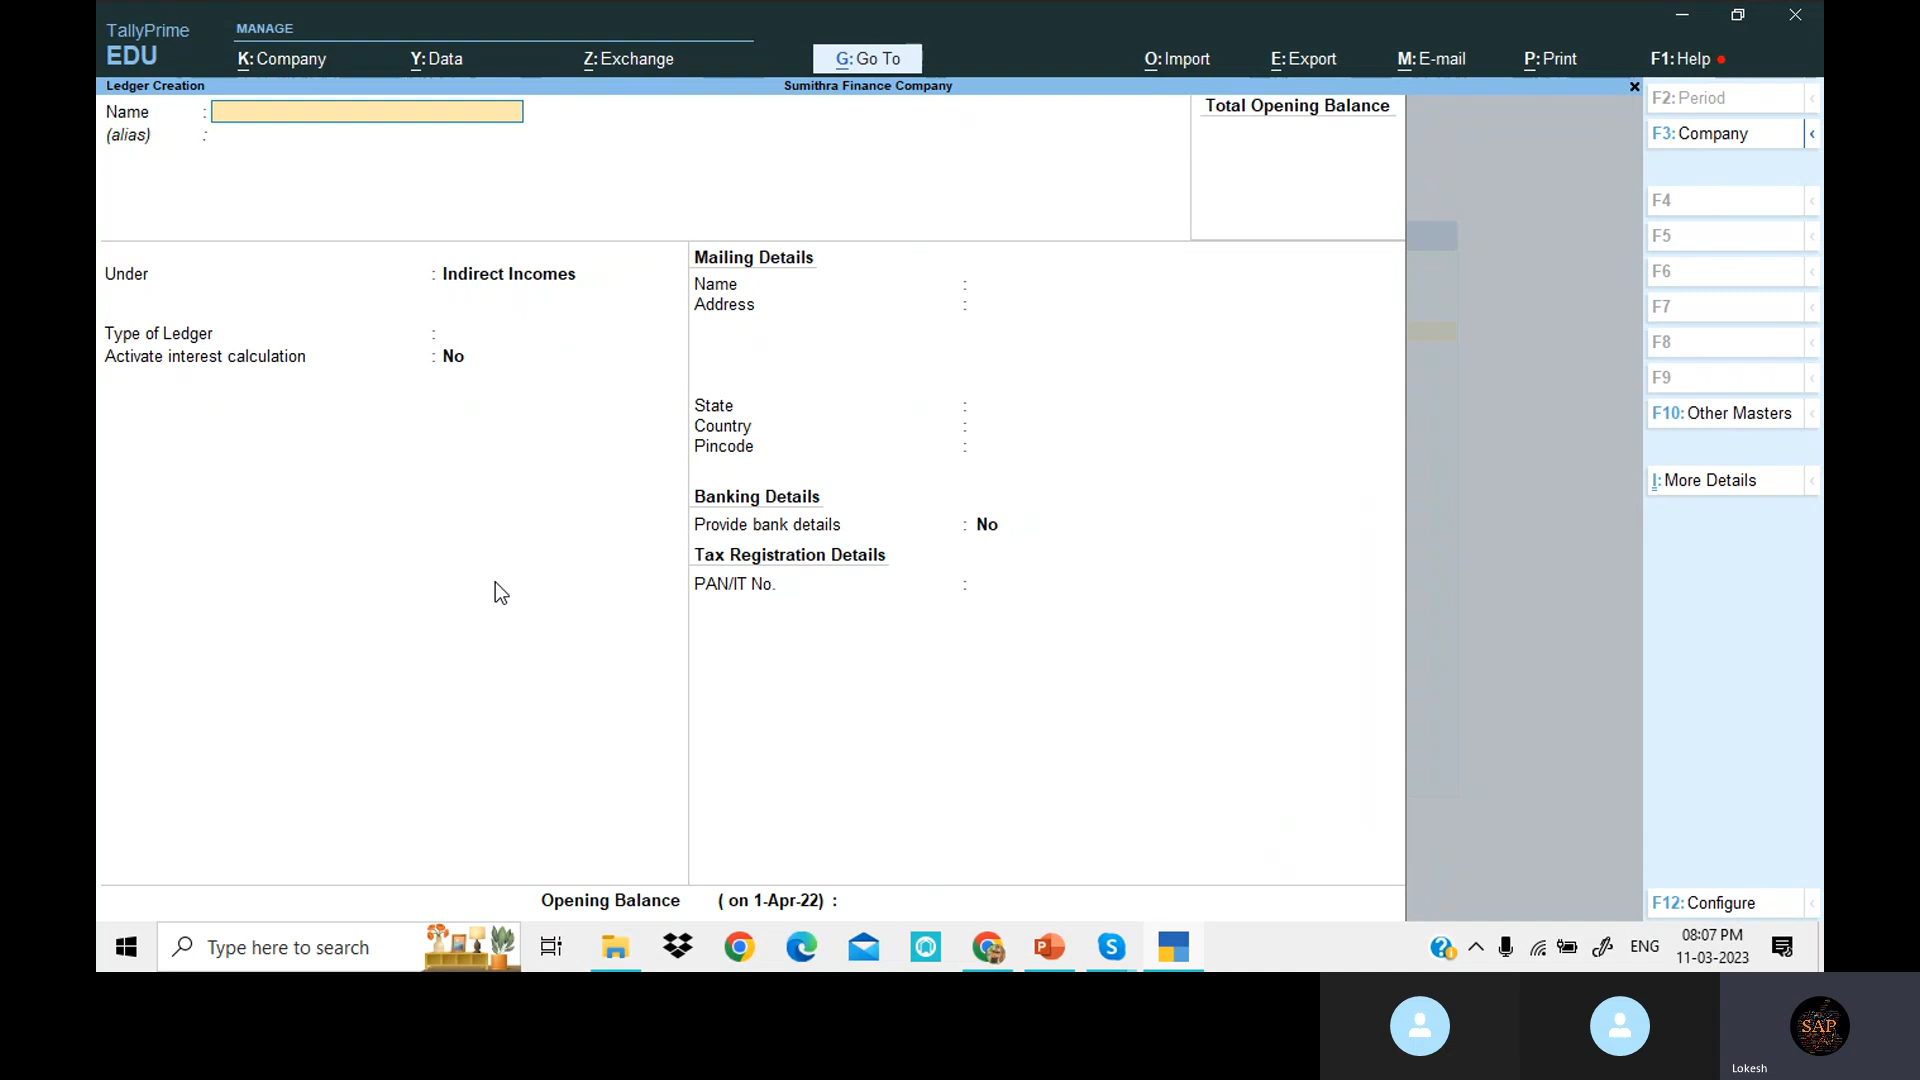 TallyPrime
EDU
MANAGE
K: Company
Y: Data
Z: Exchange
G: Go To
O: Import
E: Export
M: E-mail
P: Print
F1: Help
Ledger Creation
Sumithra Finance Company
Name :
(alias) :
Total Opening Balance
Under : Indirect Incomes
Type of Ledger :
Activate interest calculation : No
Mailing Details
Name :
Address :
State :
Country :
Pincode :
Banking Details
Provide bank details : No
Tax Registration Details
PAN/IT No. :
Opening Balance ( on 1-Apr-22) :
F2: Period
F3: Company
F4
F5
F6
F7
F8
F9
F10: Other Masters
I: More Details
F12: Configure
Type here to search
ENG
08:07 PM
11-03-2023
SAP
Lokesh